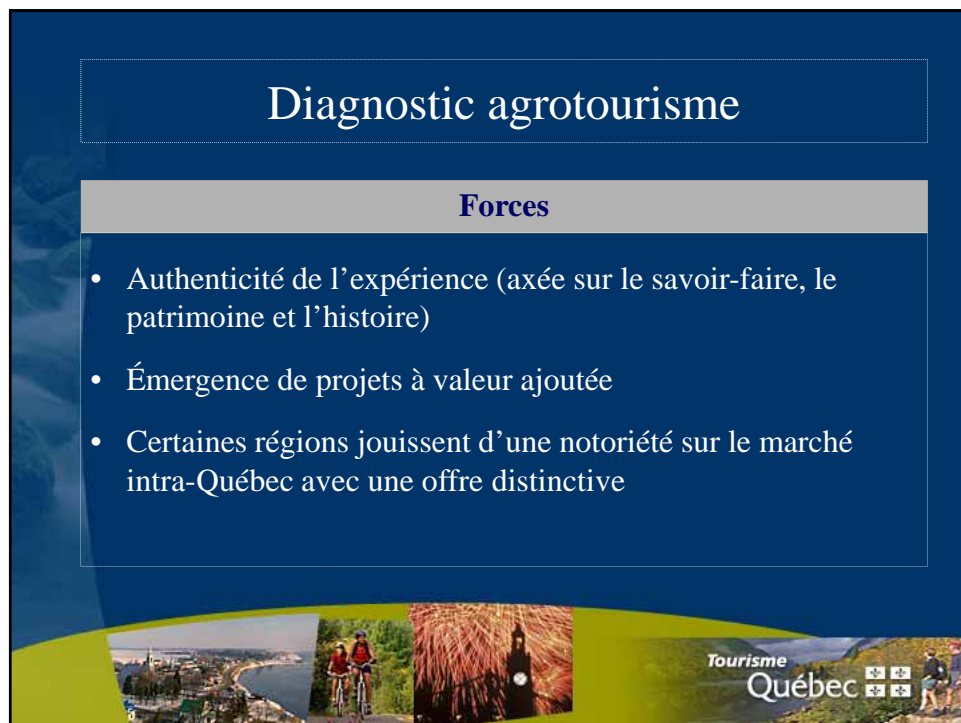 Diagnostic agrotourisme
Forces
• Authenticité de l’expérience (axée sur le savoir-faire, le
patrimoine et l’histoire)
• Émergence de projets à valeur ajoutée
• Certaines régions jouissent d’une notoriété sur le marché
intra-Québec avec une offre distinctive
Tourisme
Québec